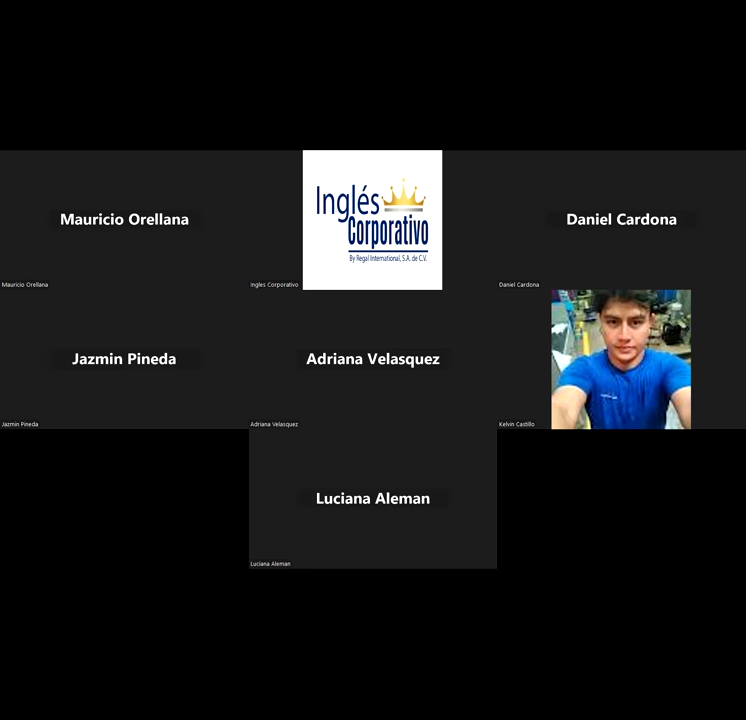 Mauricio Orellana
Mauricio Orellana
Inglés
Corporativo
By Regal International, S.A. de C.V.
Ingles Corporativo
Daniel Cardona
Daniel Cardona
Jazmin Pineda
Jazmin Pineda
Adriana Velasquez
Adriana Velasquez
Kelvin Castillo
Luciana Aleman
Luciana Aleman